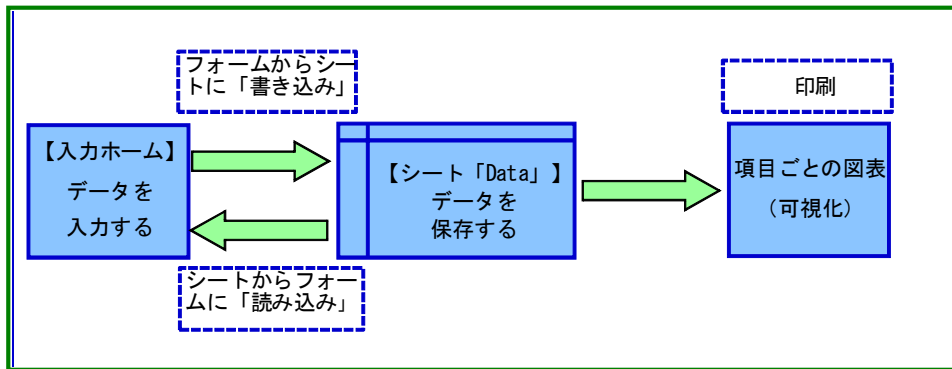 フォームからシー
トに「書き込み」
印刷
【入力ホーム】
データを
入力する
【シート「Data」】
データを
保存する
項目ごとの図表
（可視化）
シートからフォー
ムに「読み込み」